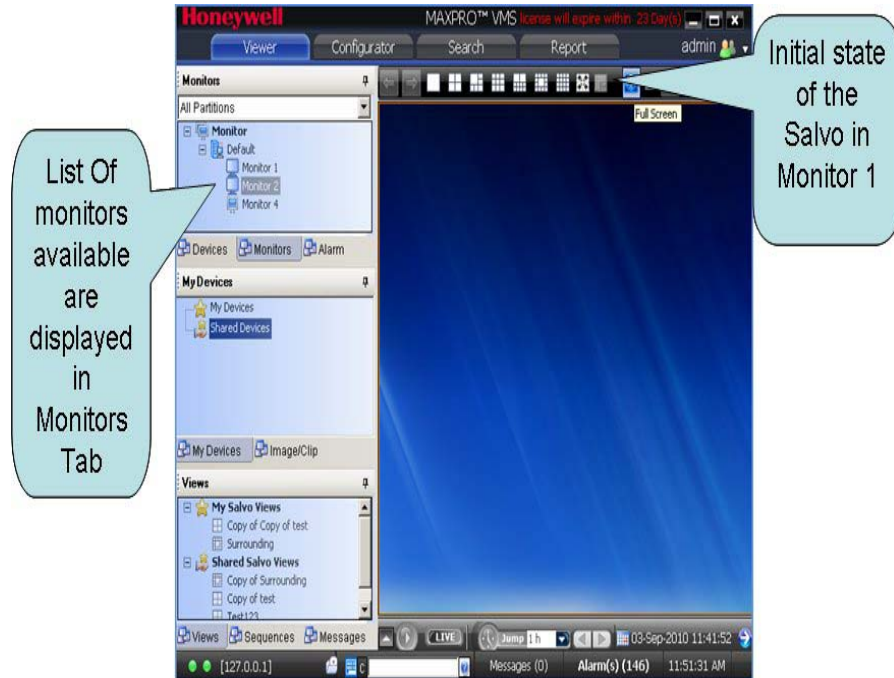 Honeywell
MAXPRO™ VMS license will expire within 23 Day(s)
Viewer
Configurator
Search
Report
admin
Monitors
All Partitions
Monitor
Default
Monitor 1
Monitor 2
Monitor 4
Devices
Monitors
Alarm
My Devices
My Devices
Shared Devices
My Devices
Image/Clip
Views
My Salvo Views
Copy of Copy of test
Surrounding
Shared Salvo Views
Copy of Surrounding
Copy of test
Test123
Views
Sequences
Messages
Full Screen
LIVE
Jump 1 h
03-Sep-2010 11:41:52
[127.0.0.1]
C
Messages (0)
Alarm(s) (146)
11:51:31 AM
List Of
monitors
available
are
displayed
in
Monitors
Tab
Initial state
of the
Salvo in
Monitor 1